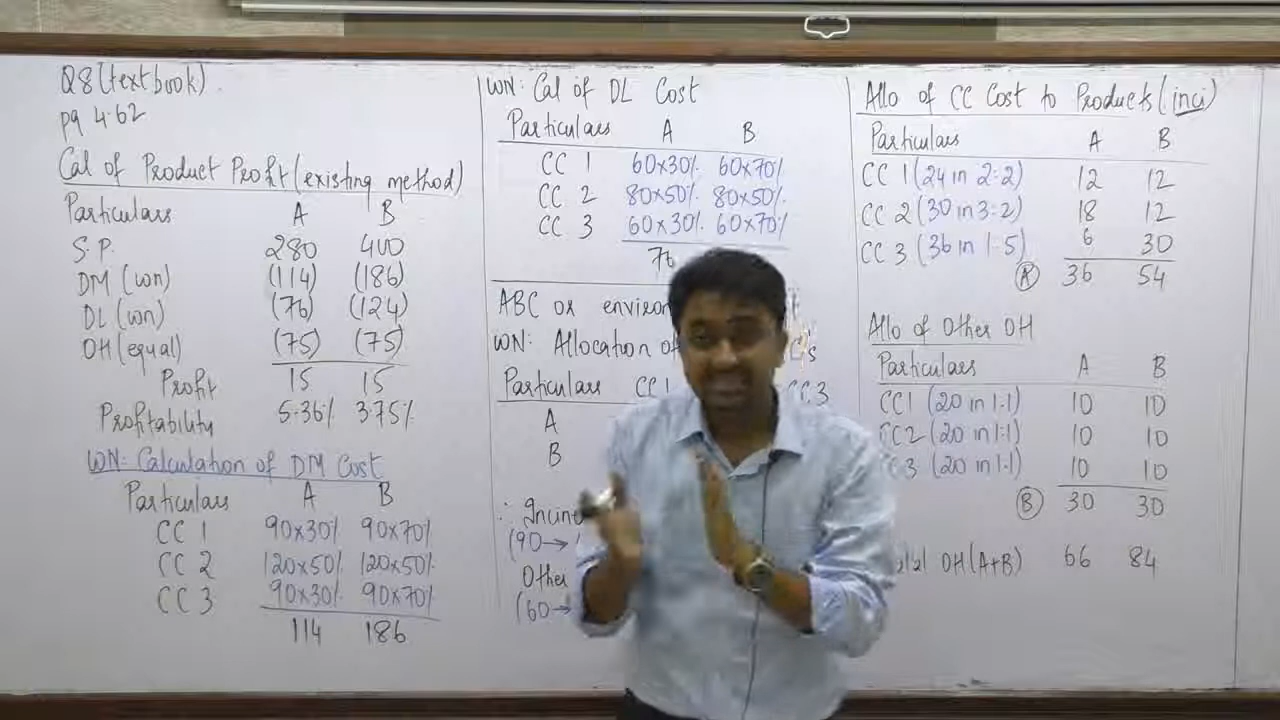 Q8(textbook)
pg 4.62
Cal of Product Profit (existing method)
Particulars A B
S.P. 280 400
DM (wn) (114) (186)
DL (wn) (76) (124)
OH (equal) (75) (75)
Profit 15 15
Profitability 5.36% 3.75%
WN: Calculation of DM Cost
Particulars A B
CC 1 90x30% 90x70%
CC 2 120x50% 120x50%
CC 3 90x30% 90x70%
114 186
WN: Cal of DL Cost
Particulars A B
CC 1 60x30% 60x70%
CC 2 80x50% 80x50%
CC 3 60x30% 60x70%
76
ABC or
WN: Allocation of
Particulars CC1 CC3
A
B
(90→
Other
(60→
Allo of CC Cost to Products (inci)
Particulars A B
CC 1 (24 in 2:2) 12 12
CC 2 (30 in 3:2) 18 12
CC 3 (36 in 1:5) 6 30
(A) 36 54
Allo of Other OH
Particulars A B
CC1 (20 in 1:1) 10 10
CC2 (20 in 1:1) 10 10
3 (20 in 1:1) 10 10
(B) 30 30
OH (A+B) 66 84